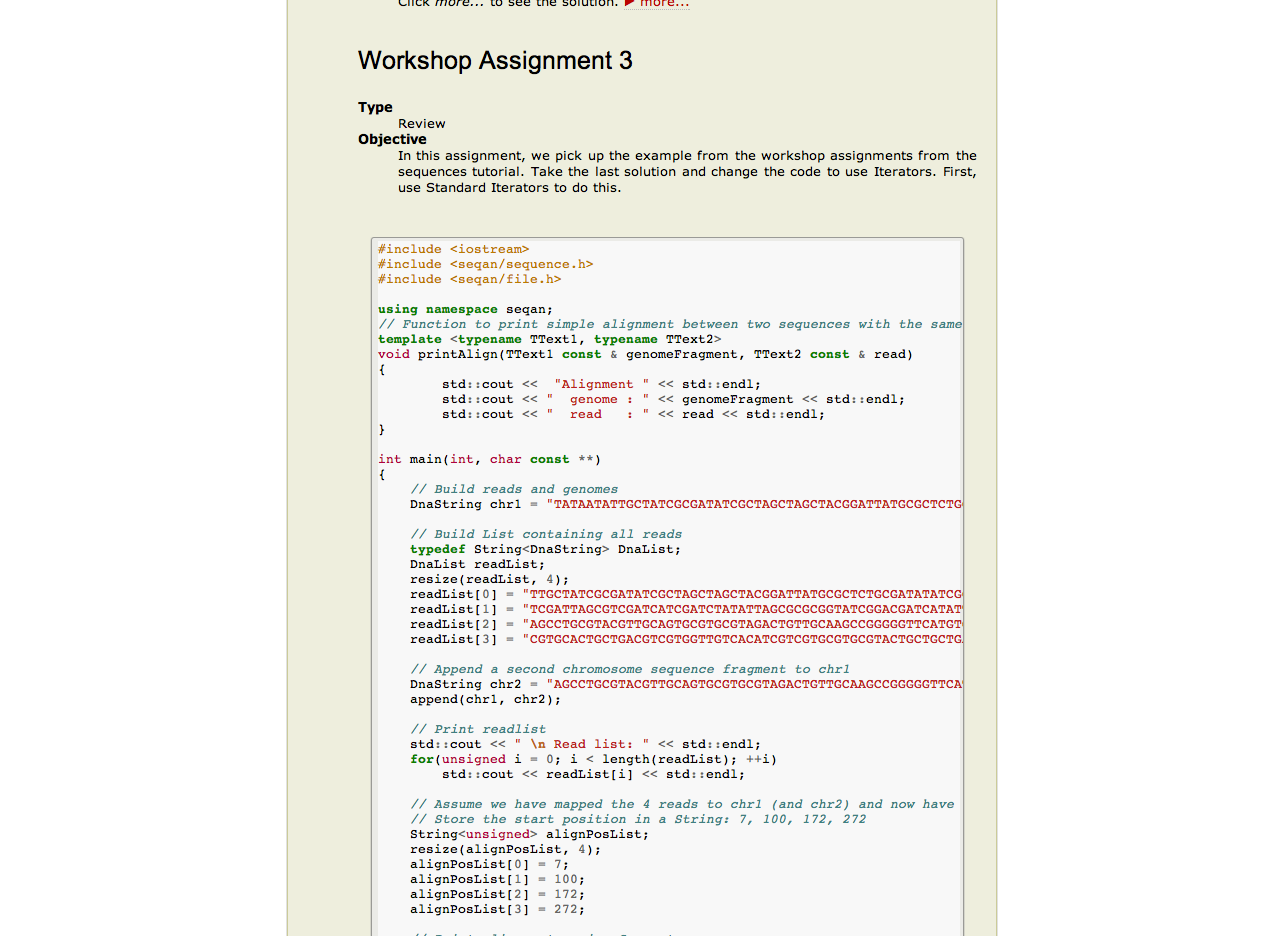 Click more... to see the solution. ▶ more...
Workshop Assignment 3
Type
Review
Objective
In this assignment, we pick up the example from the workshop assignments from the
sequences tutorial. Take the last solution and change the code to use Iterators. First,
use Standard Iterators to do this.
#include <iostream>
#include <seqan/sequence.h>
#include <seqan/file.h>
using namespace seqan;
// Function to print simple alignment between two sequences with the same
template <typename TText1, typename TText2>
void printAlign(TText1 const & genomeFragment, TText2 const & read)
{
std::cout <<  "Alignment " << std::endl;
std::cout << "  genome : " << genomeFragment << std::endl;
std::cout << "  read   : " << read << std::endl;
}
int main(int, char const **)
{
// Build reads and genomes
DnaString chr1 = "TATAATATTGCTATCGCGATATCGCTAGCTAGCTACGGATTATGCGCTCTG
// Build List containing all reads
typedef String<DnaString> DnaList;
DnaList readList;
resize(readList, 4);
readList[0] = "TTGCTATCGCGATATCGCTAGCTAGCTACGGATTATGCGCTCTGCGATATATCG
readList[1] = "TCGATTAGCGTCGATCATCGATCTATATTAGCGCGCGGTATCGGACGATCATAT
readList[2] = "AGCCTGCGTACGTTGCAGTGCGTGCGTAGACTGTTGCAAGCCGGGGGTTCATGT
readList[3] = "CGTGCACTGCTGACGTCGTGGTTGTCACATCGTCGTGCGTGCGTACTGCTGCTG
// Append a second chromosome sequence fragment to chr1
DnaString chr2 = "AGCCTGCGTACGTTGCAGTGCGTGCGTAGACTGTTGCAAGCCGGGGGTTCA
append(chr1, chr2);
// Print readlist
std::cout << " \n Read list: " << std::endl;
for(unsigned i = 0; i < length(readList); ++i)
std::cout << readList[i] << std::endl;
// Assume we have mapped the 4 reads to chr1 (and chr2) and now have
// Store the start position in a String: 7, 100, 172, 272
String<unsigned> alignPosList;
resize(alignPosList, 4);
alignPosList[0] = 7;
alignPosList[1] = 100;
alignPosList[2] = 172;
alignPosList[3] = 272;